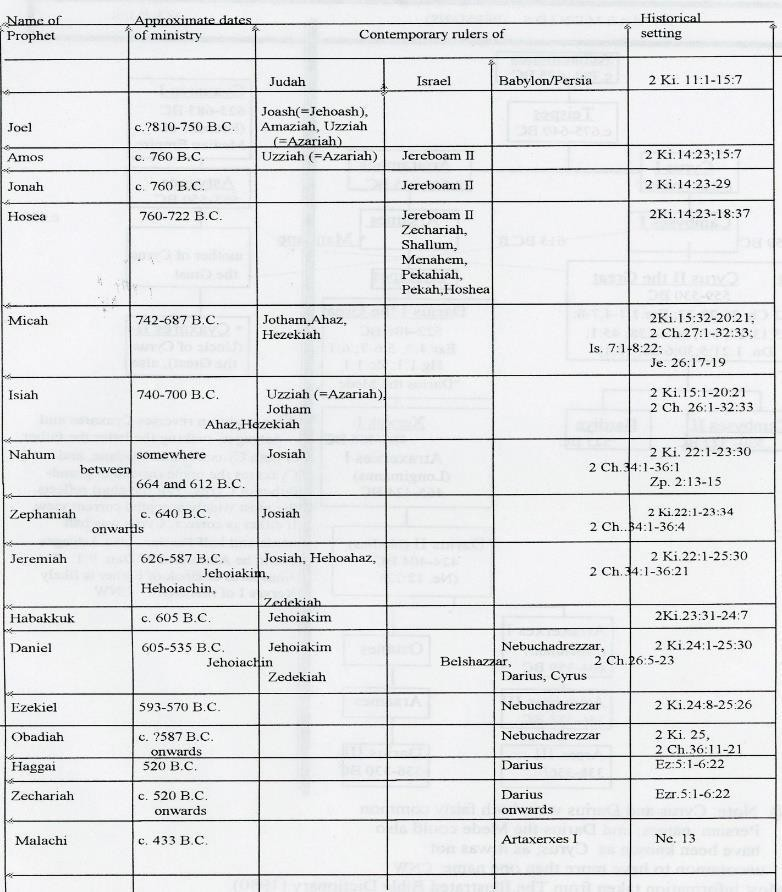 Name of Prophet Approximate dates of ministry Contemporary rulers of Historical setting
Judah Israel Babylon/Persia 2 Ki. 11:1-15:7
Joel c.?810-750 B.C. Joash(=Jehoash), Amaziah, Uzziah (=Azariah)
Amos c. 760 B.C. Uzziah (=Azariah) Jereboam II 2 Ki.14:23;15:7
Jonah c. 760 B.C. Jereboam II 2 Ki.14:23-29
Hosea 760-722 B.C. Jereboam II 2Ki.14:23-18:37
Zechariah,
Shallum,
Menahem,
Pekahiah,
Pekah,Hoshea
Micah 742-687 B.C. Jotham,Ahaz, 2Ki.15:32-20:21;
Hezekiah 2 Ch.27:1-32:33;
Is. 7:1-8:22;
Je. 26:17-19
Isiah 740-700 B.C. Uzziah (=Azariah), 2 Ki.15:1-20:21
Jotham 2 Ch. 26:1-32:33
Ahaz,Hezekiah
Nahum somewhere Josiah 2 Ki. 22:1-23:30
between 2 Ch.34:1-36:1
664 and 612 B.C. Zp. 2:13-15
Zephaniah c. 640 B.C. Josiah 2 Ki.22:1-23:34
onwards 2 Ch..34:1-36:4
Jeremiah 626-587 B.C. Josiah, Hehoahaz, 2 Ki.22:1-25:30
Jehoiakim, 2 Ch.34:1-36:21
Hehoiachin,
Zedekiah
Habakkuk c. 605 B.C. Jehoiakim 2Ki.23:31-24:7
Daniel 605-535 B.C. Jehoiakim Nebuchadrezzar, 2 Ki.24:1-25:30
Jehoiachin Belshazzar, 2 Ch.26:5-23
Zedekiah Darius, Cyrus
Ezekiel 593-570 B.C. Nebuchadrezzar 2 Ki.24:8-25:26
Obadiah c. ?587 B.C. Nebuchadrezzar 2 Ki. 25,
onwards 2 Ch.36:11-21
Haggai 520 B.C. Darius Ez:5:1-6:22
Zechariah c. 520 B.C. Darius Ezr.5:1-6:22
onwards onwards
Malachi c. 433 B.C. Artaxerxes I Ne. 13